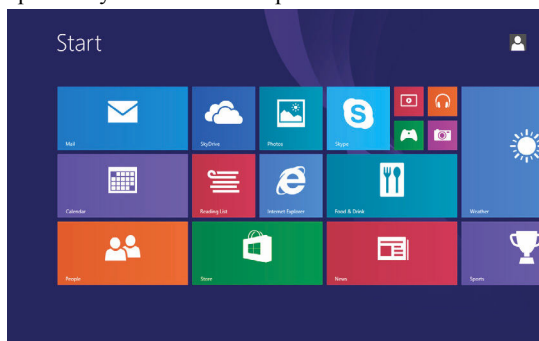 Start
Mail
SkyDrive
Photos
Skype
Calendar
Reading List
Internet Explorer
Food & Drink
Weather
People
Store
News
Sports